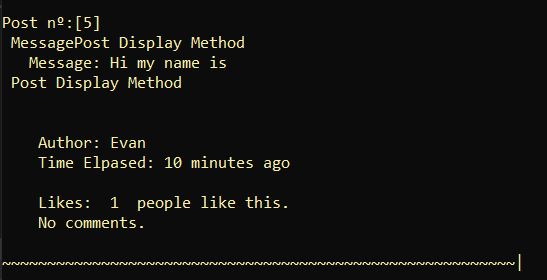 Post nº:[5]
MessagePost Display Method
Message: Hi my name is
Post Display Method
Author: Evan
Time Elpased: 10 minutes ago
Likes:  1  people like this.
No comments.
~~~~~~~~~~~~~~~~~~~~~~~~~~~~~~~~~~~~~~~~~~~~~~~~~~~~~~~~~|